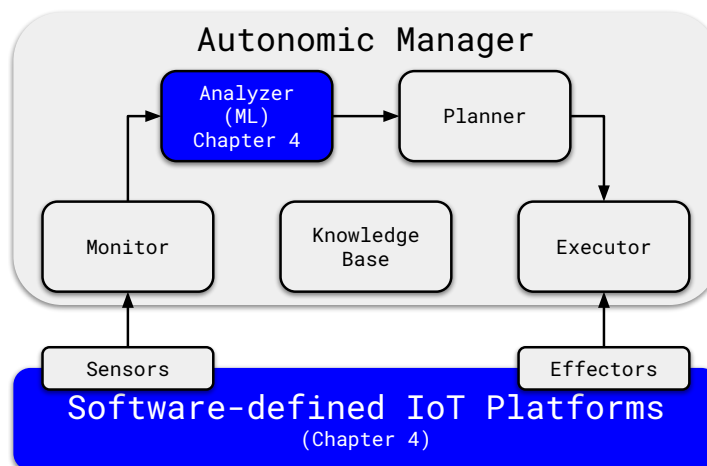 Autonomic Manager
Analyzer
(ML)
Chapter 4
Planner
Monitor
Knowledge
Base
Executor
Sensors
Effectors
Software-defined IoT Platforms
(Chapter 4)